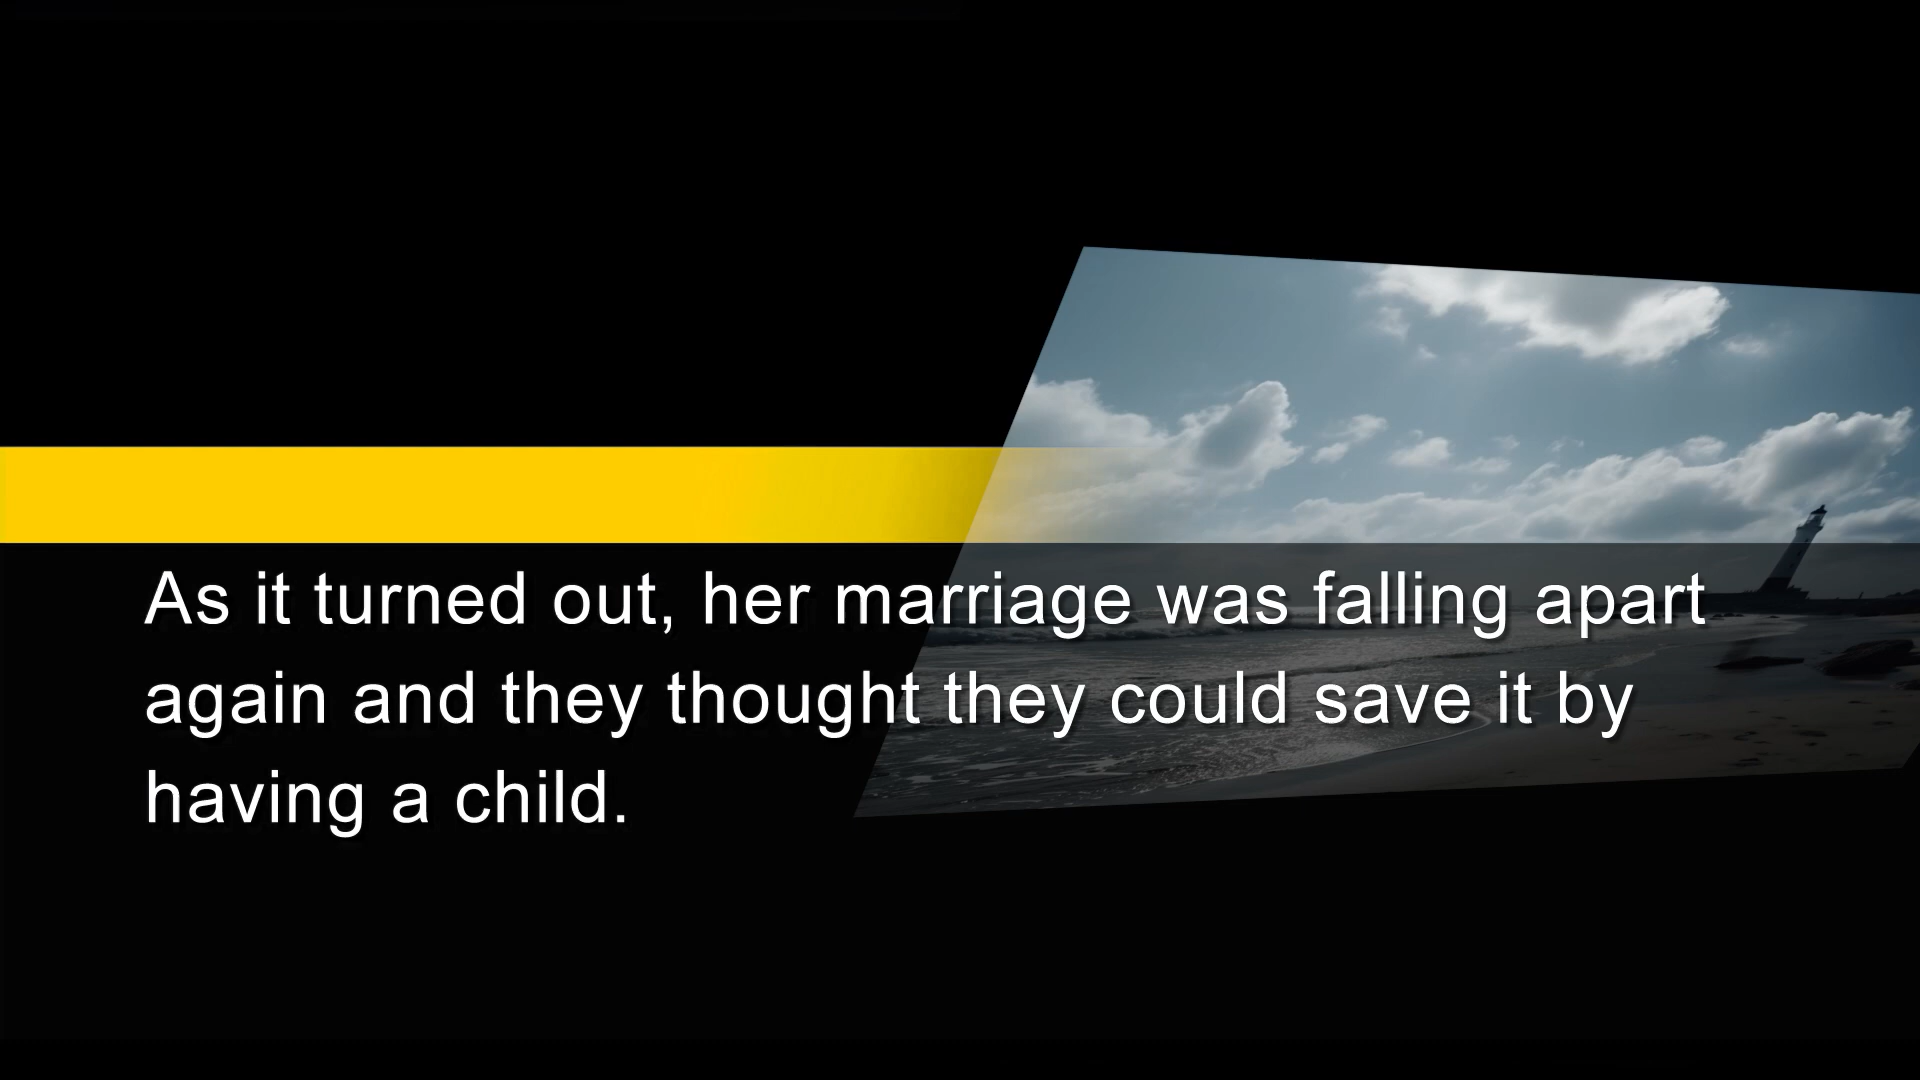 As it turned out, her marriage was falling apart
again and they thought they could save it by
having a child.